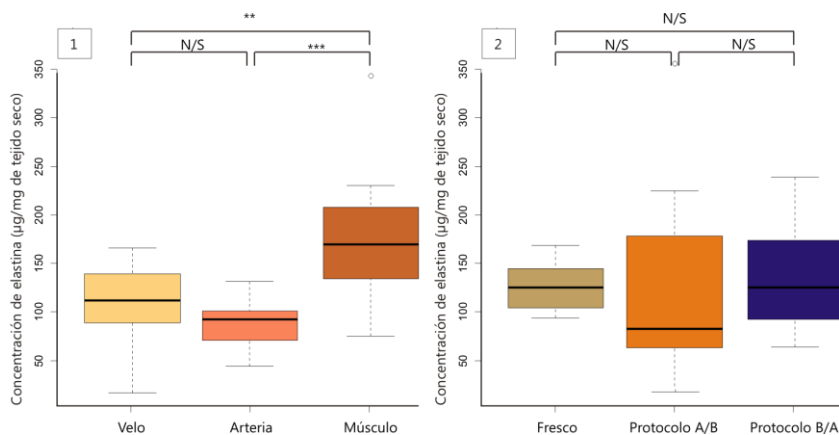 **
N/S
1
N/S
***
2
N/S
N/S
Concentración de elastina (µg/mg de tejido seco)
350
300
250
200
150
100
50
Velo
Arteria
Músculo
Concentración de elastina (µg/mg de tejido seco)
350
300
250
200
150
100
50
Fresco
Protocolo A/B
Protocolo B/A